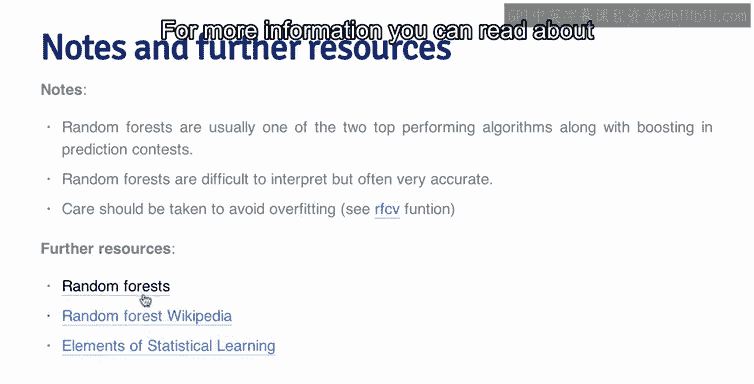 For more information you can read about
Notes and further resources
Notes:
· Random forests are usually one of the two top performing algorithms along with boosting in
prediction contests.
· Random forests are difficult to interpret but often very accurate.
· Care should be taken to avoid overfitting (see rfcv funtion)
Further resources:
· Random forests
· Random forest Wikipedia
· Elements of Statistical Learning